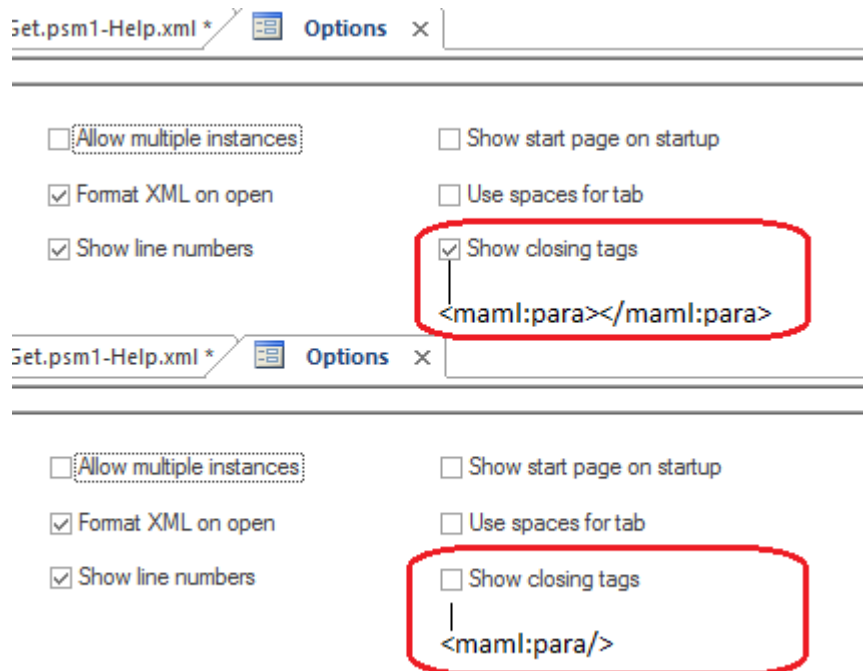 Get.psm1-Help.xml * Options ×
Allow multiple instances Show start page on startup
Format XML on open Use spaces for tab
Show line numbers Show closing tags
<maml:para></maml:para>
Get.psm1-Help.xml * Options ×
Allow multiple instances Show start page on startup
Format XML on open Use spaces for tab
Show line numbers Show closing tags
<maml:para/>